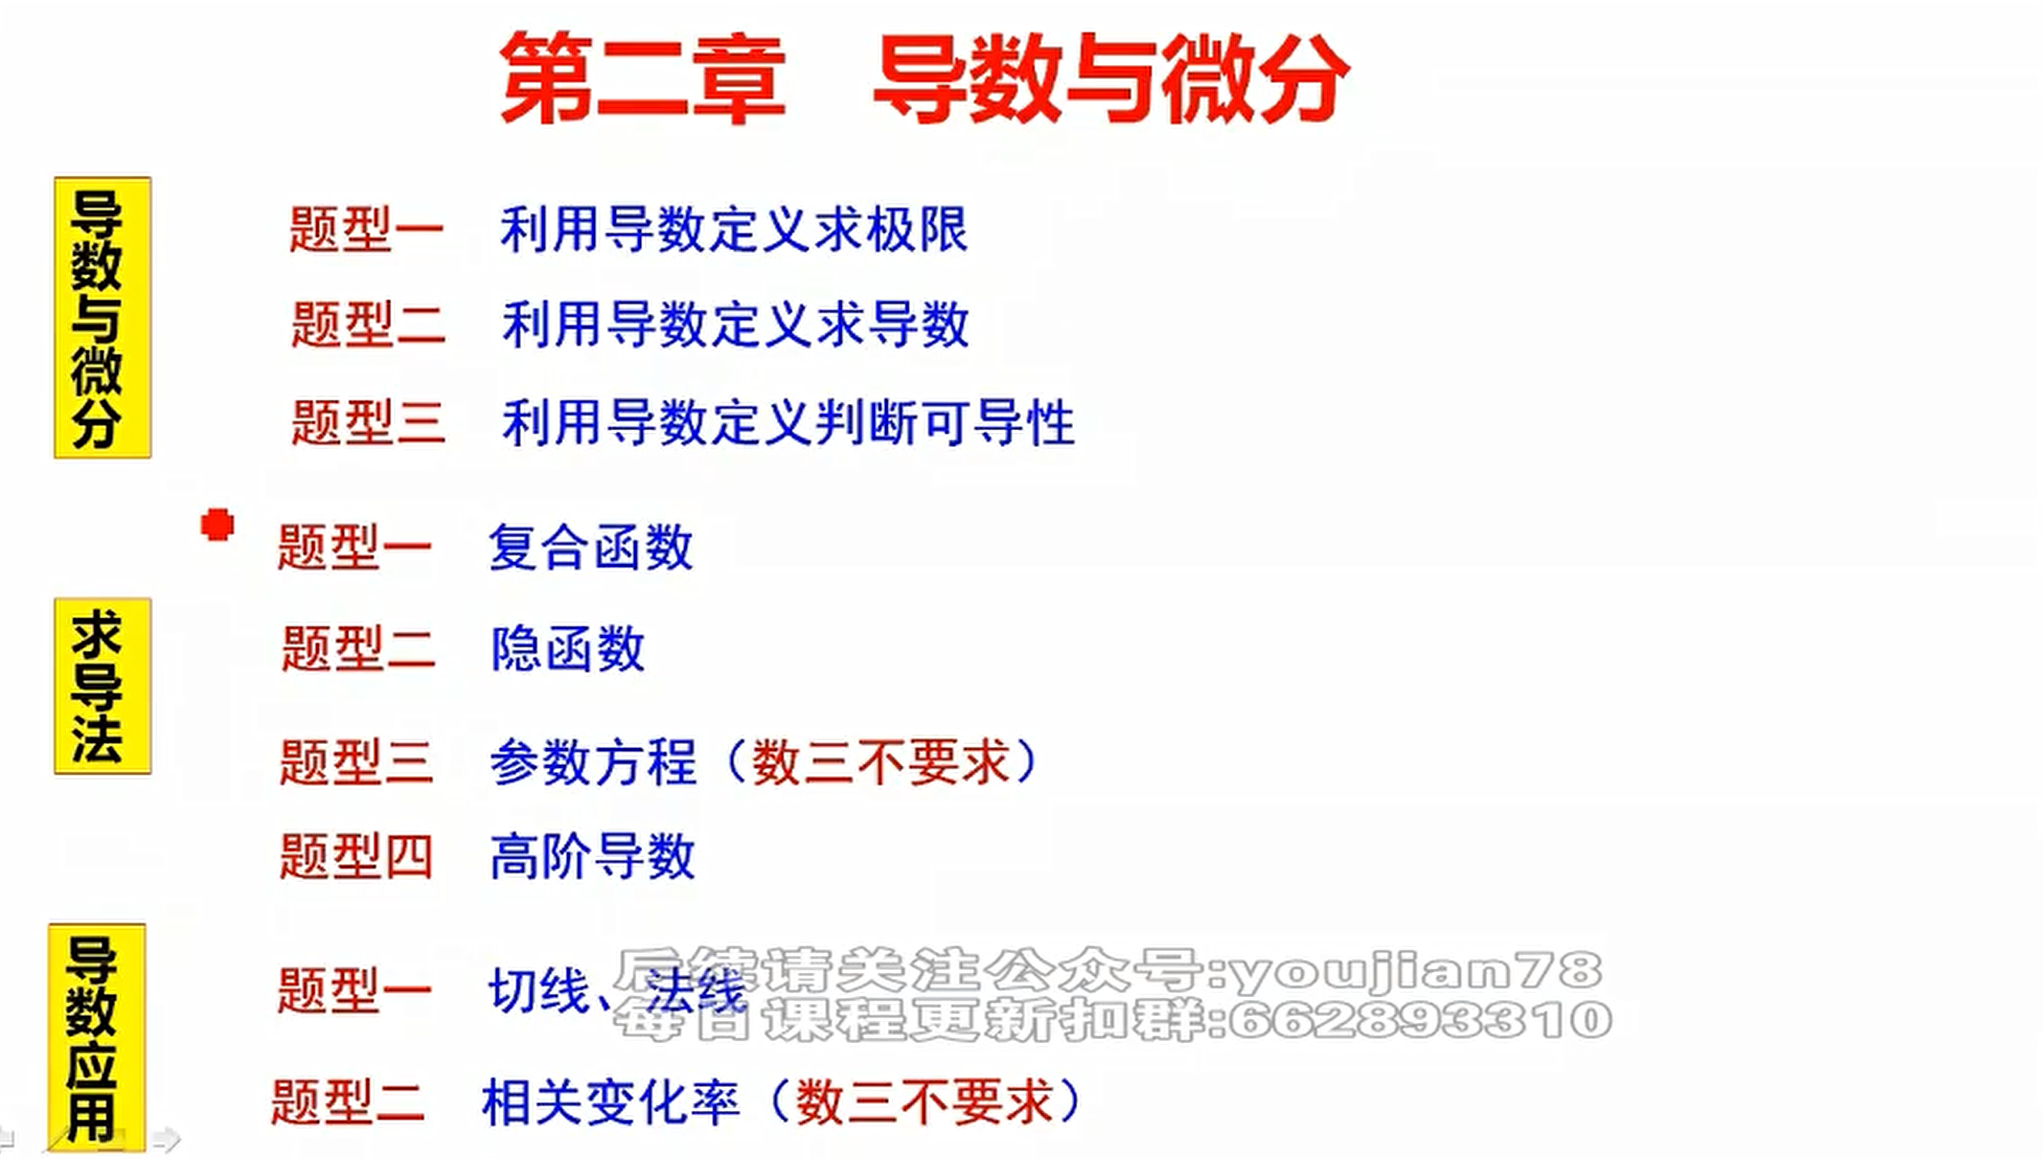 第二章 导数与微分
导数与微分
题型一 利用导数定义求极限
题型二 利用导数定义求导数
题型三 利用导数定义判断可导性
求导法
题型一 复合函数
题型二 隐函数
题型三 参数方程（数三不要求）
题型四 高阶导数
导数应用
题型一 切线、法线
后续请关注公众号:youjian78
每日课程更新扣群:662893310
题型二 相关变化率（数三不要求）